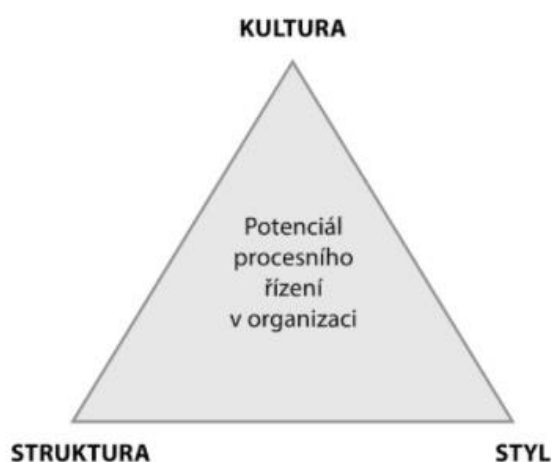 KULTURA
Potenciál
procesního
řízení
v organizaci
STRUKTURA
STYL